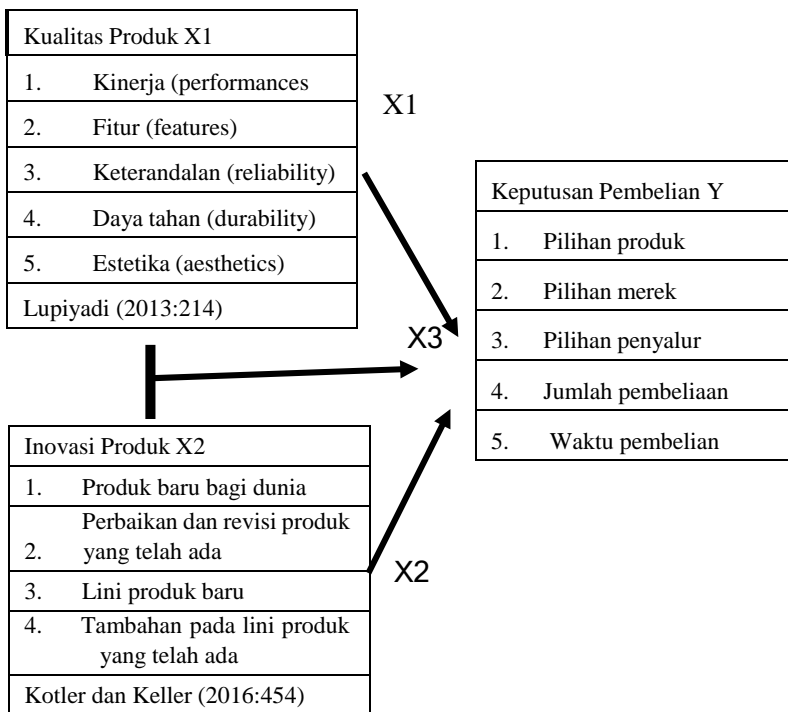 Kualitas Produk X1
1. Kinerja (performances
2. Fitur (features)
3. Keterandalan (reliability)
4. Daya tahan (durability)
5. Estetika (aesthetics)
Lupiyadi (2013:214)
X1
Keputusan Pembelian Y
1. Pilihan produk
2. Pilihan merek
3. Pilihan penyalur
4. Jumlah pembeliaan
5. Waktu pembelian
X3
Inovasi Produk X2
1. Produk baru bagi dunia
Perbaikan dan revisi produk
2. yang telah ada
3. Lini produk baru
4. Tambahan pada lini produk
yang telah ada
Kotler dan Keller (2016:454)
X2